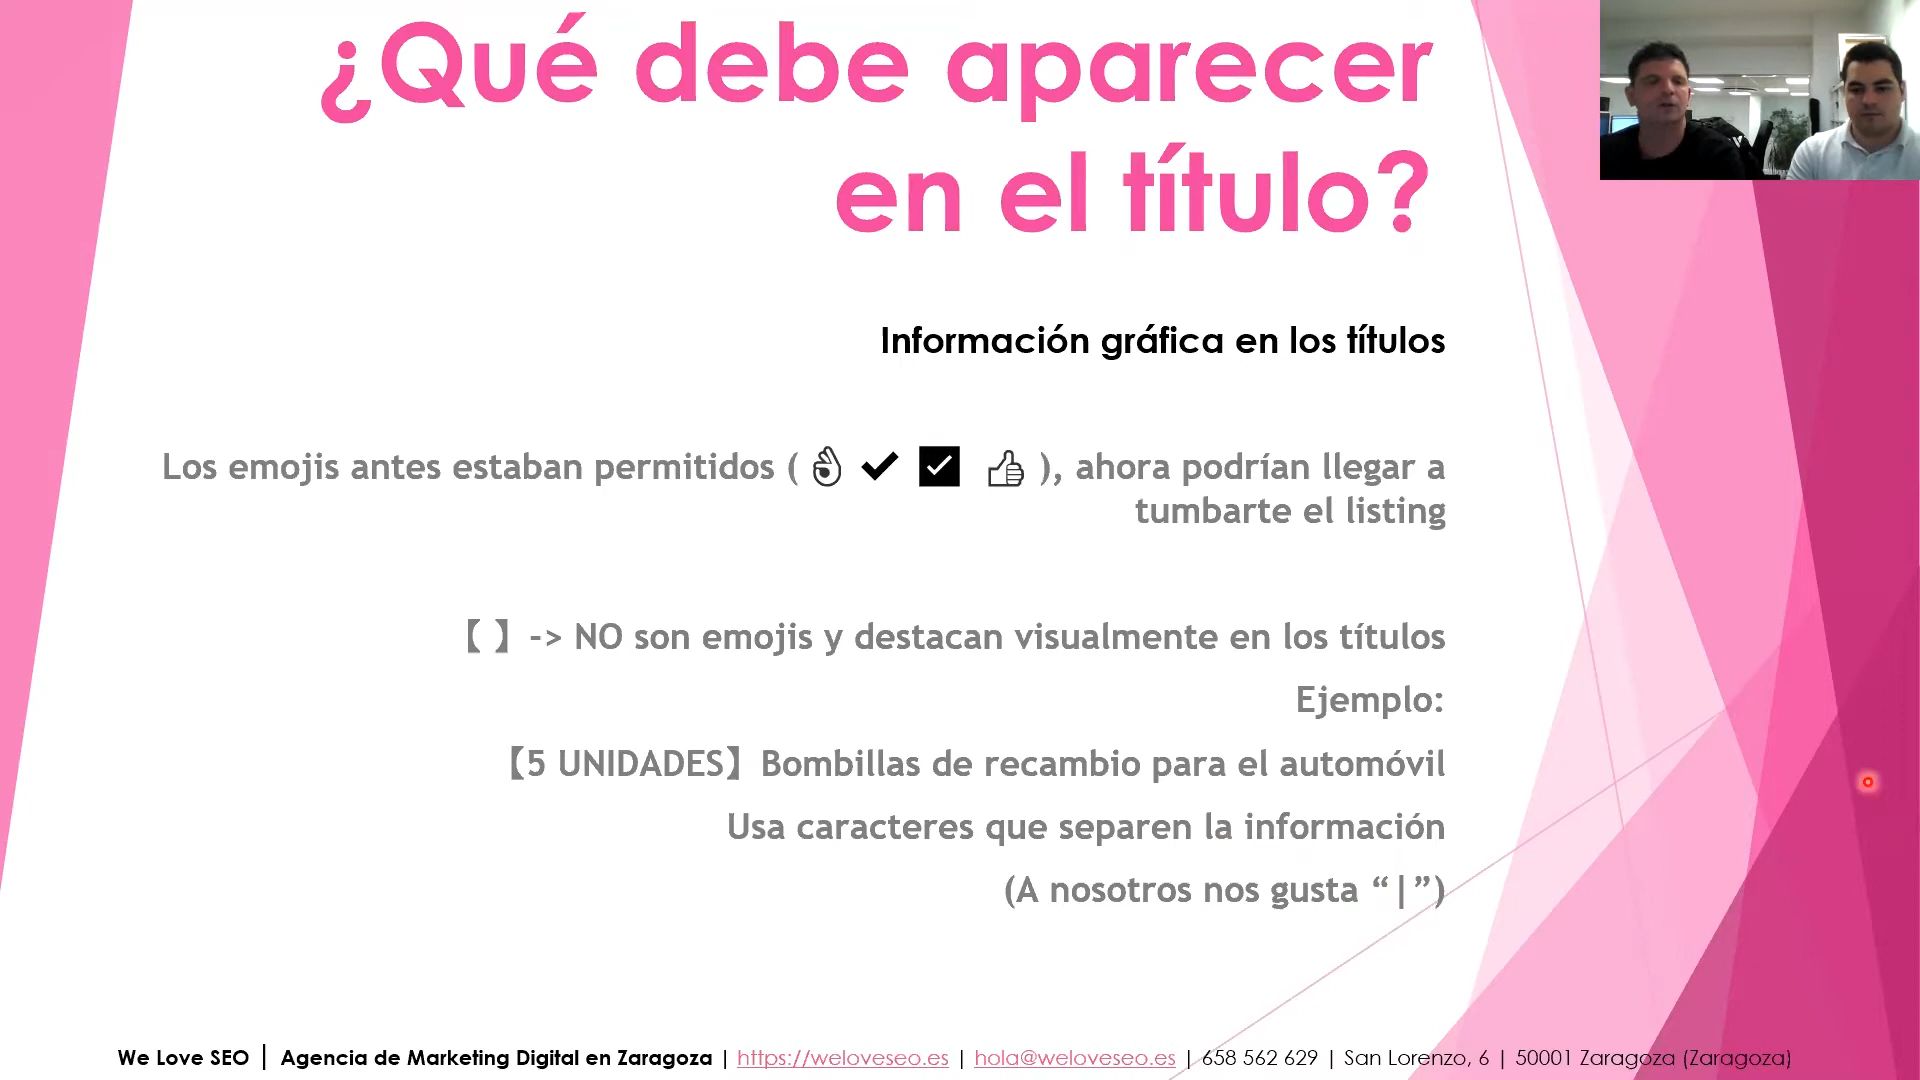 ¿Qué debe aparecer
en el título?
Información gráfica en los títulos
Los emojis antes estaban permitidos ( 👌 ✔ ☑ 👍 ), ahora podrían llegar a
tumbarte el listing
【 】 -> NO son emojis y destacan visualmente en los títulos
Ejemplo:
【5 UNIDADES】 Bombillas de recambio para el automóvil
Usa caracteres que separen la información
(A nosotros nos gusta “|”)
We Love SEO | Agencia de Marketing Digital en Zaragoza | https://weloveseo.es | hola@weloveseo.es | 658 562 629 | San Lorenzo, 6 | 50001 Zaragoza (Zaragoza)